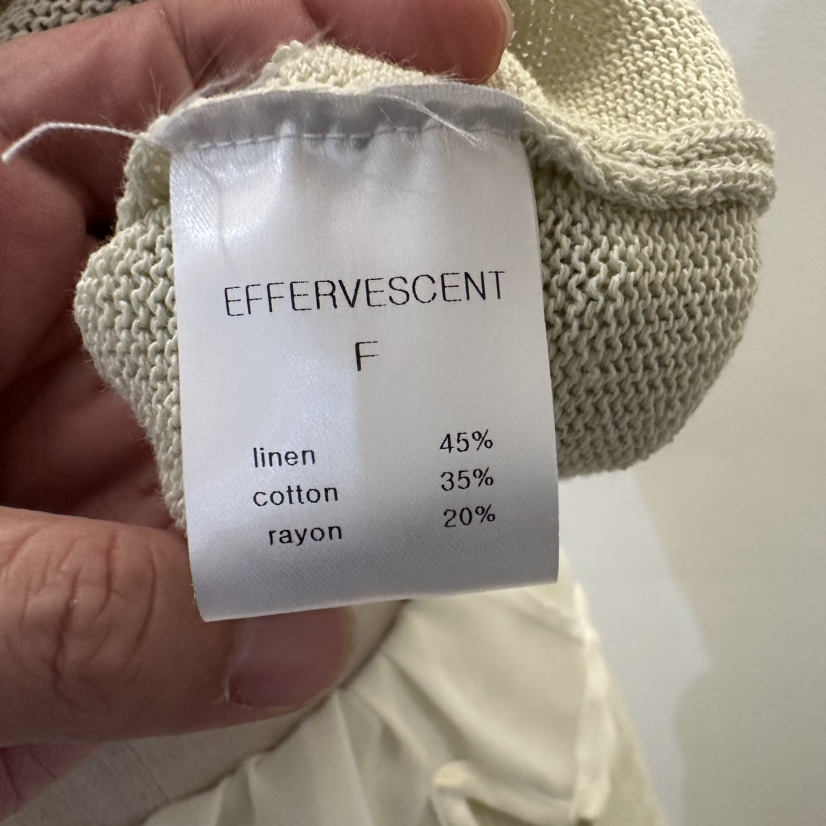 EFFERVESCENT
F
linen 45%
cotton 35%
rayon 20%